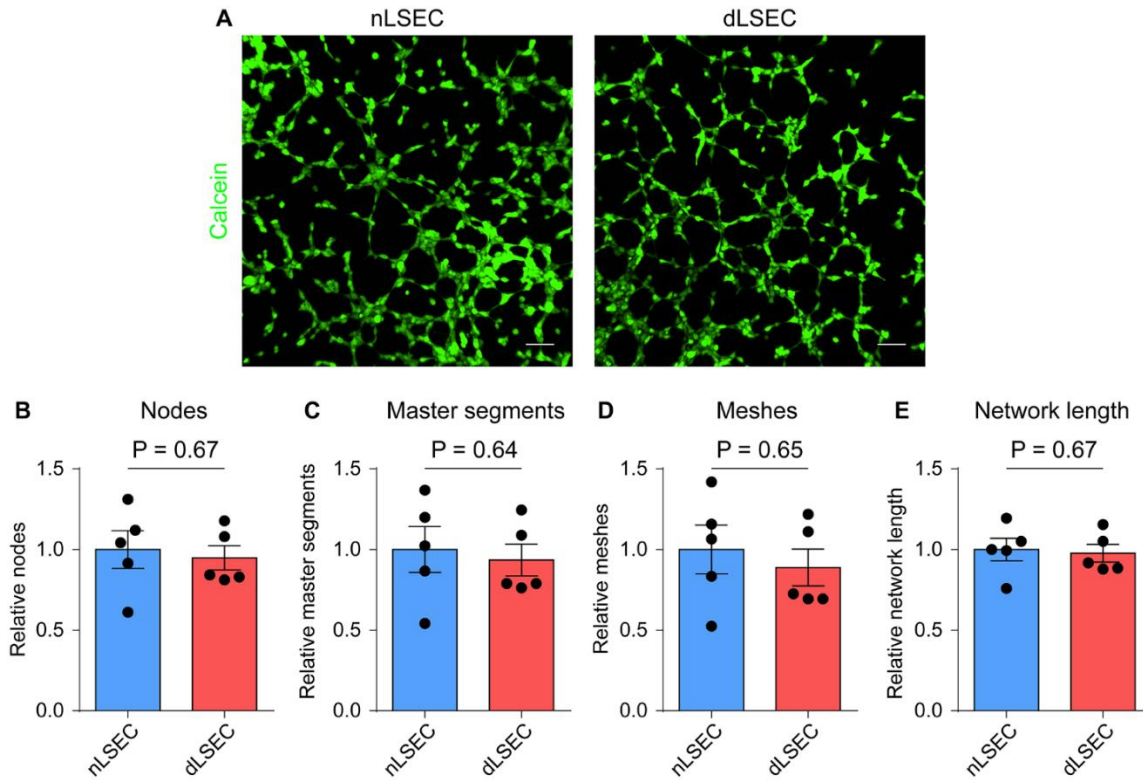 A
nLSEC
dLSEC
Calcein
B
Nodes
P = 0.67
Relative nodes
1.5
1.0
0.5
0.0
nLSEC
dLSEC
C
Master segments
P = 0.64
Relative master segments
1.5
1.0
0.5
0.0
nLSEC
dLSEC
D
Meshes
P = 0.65
Relative meshes
1.5
1.0
0.5
0.0
nLSEC
dLSEC
E
Network length
P = 0.67
Relative network length
1.5
1.0
0.5
0.0
nLSEC
dLSEC